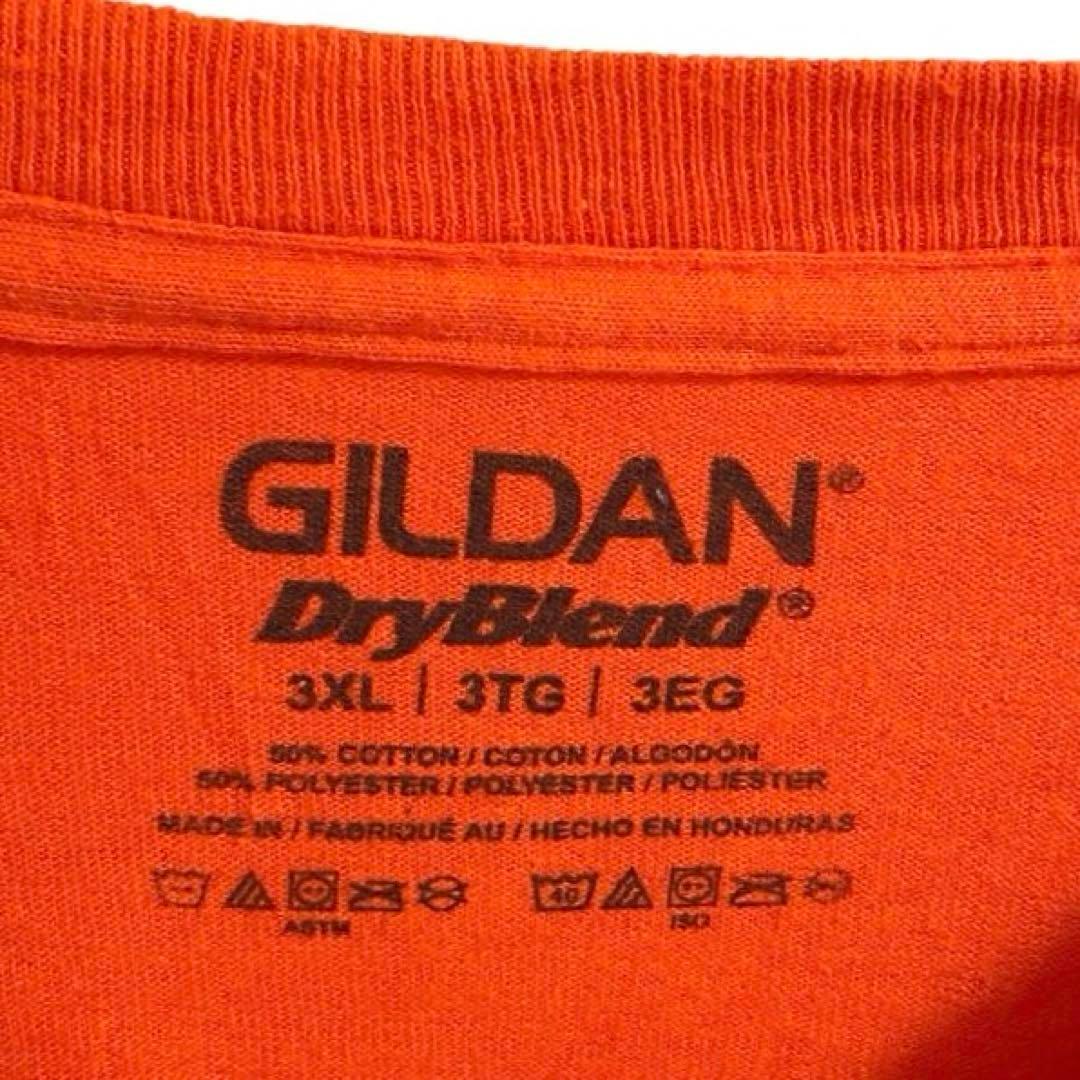 GILDAN®
DryBlend®
3XL | 3TG | 3EG
50% COTTON / COTON / ALGODÓN
50% POLYESTER / POLYESTER / POLIÉSTER
MADE IN / FABRIQUÉ AU / HECHO EN HONDURAS
40
ASTM ISO